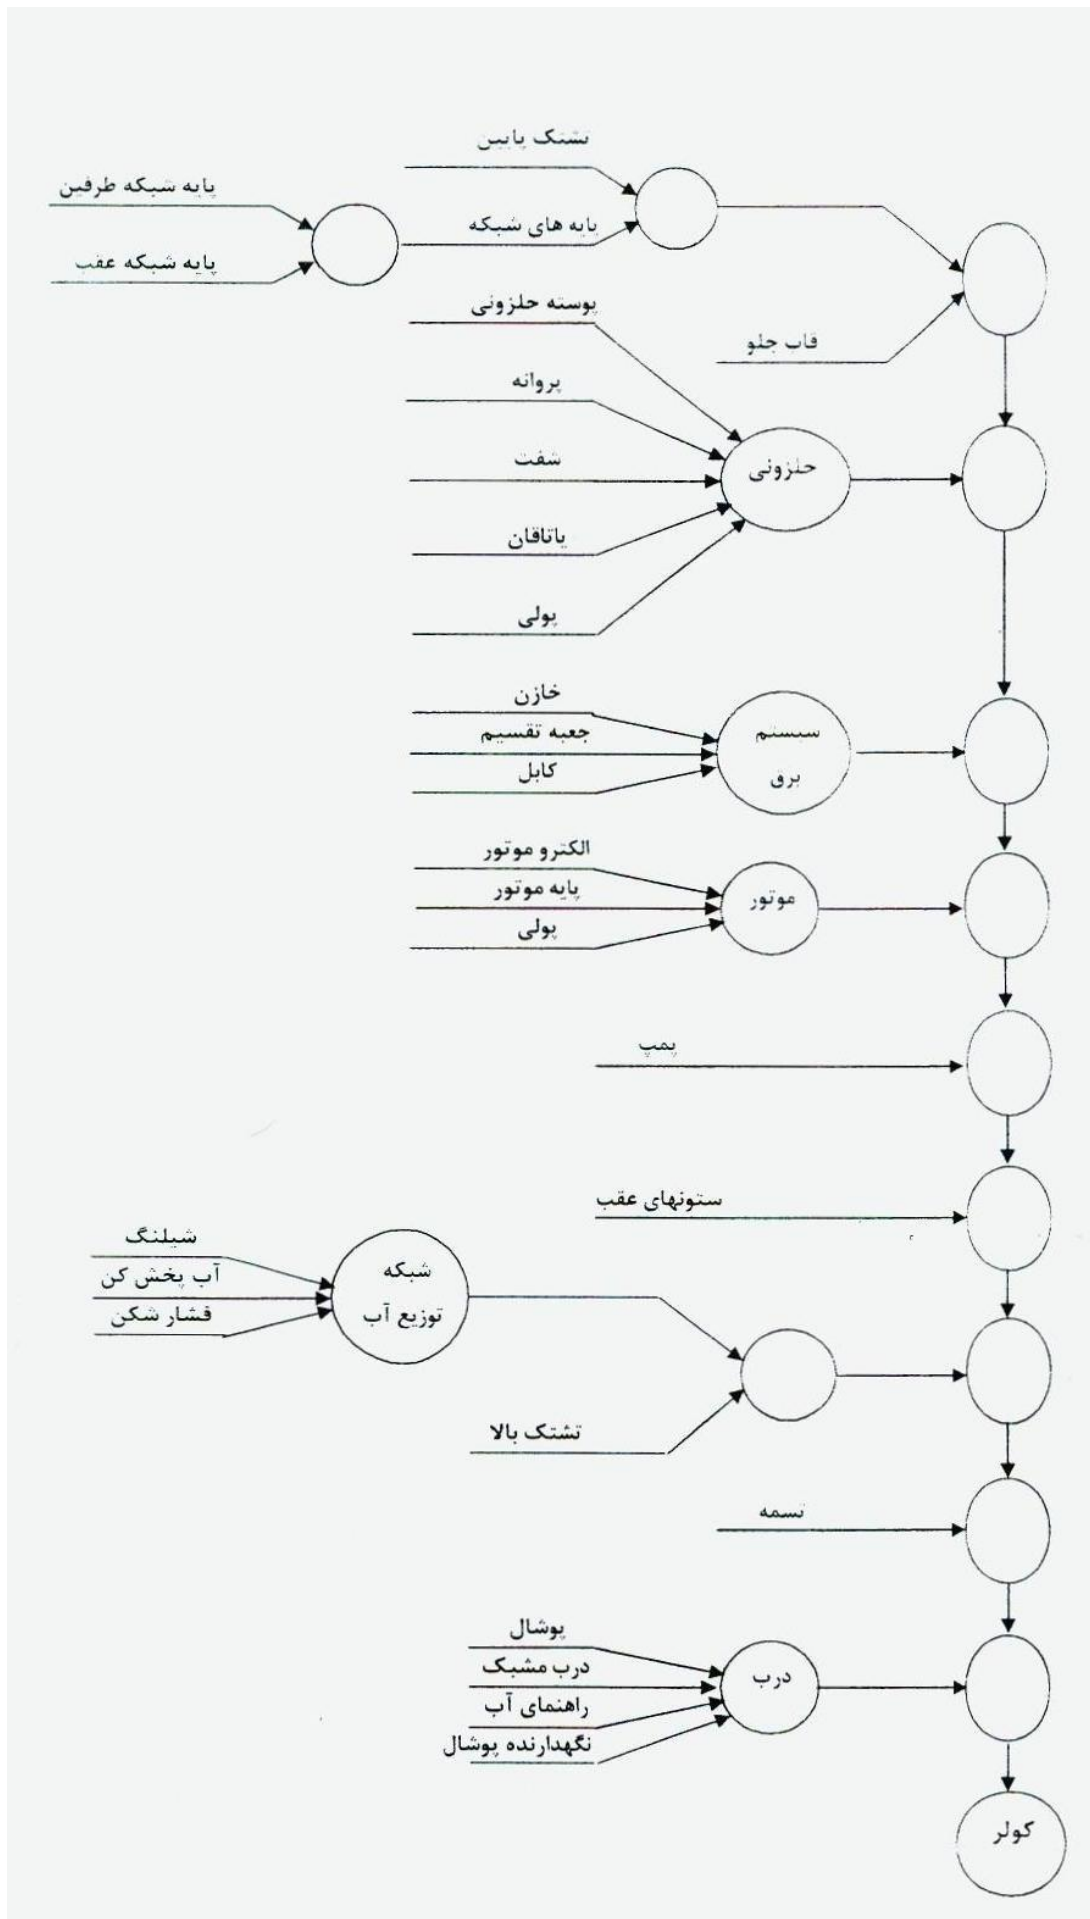 تشتک پایین
پایه شبکه طرفین
پایه های شبکه
پایه شبکه عقب
پوسته حلزونی
قاب جلو
پروانه
شفت
حلزونی
یاتاقان
پولی
خازن
جعبه تقسیم
کابل
سیستم
برق
الکترو موتور
پایه موتور
پولی
موتور
پمپ
ستونهای عقب
شیلنگ
آب پخش کن
فشار شکن
شبکه
توزیع آب
تشتک بالا
تسمه
پوشال
درب مشبک
راهنمای آب
نگهدارنده پوشال
درب
کولر